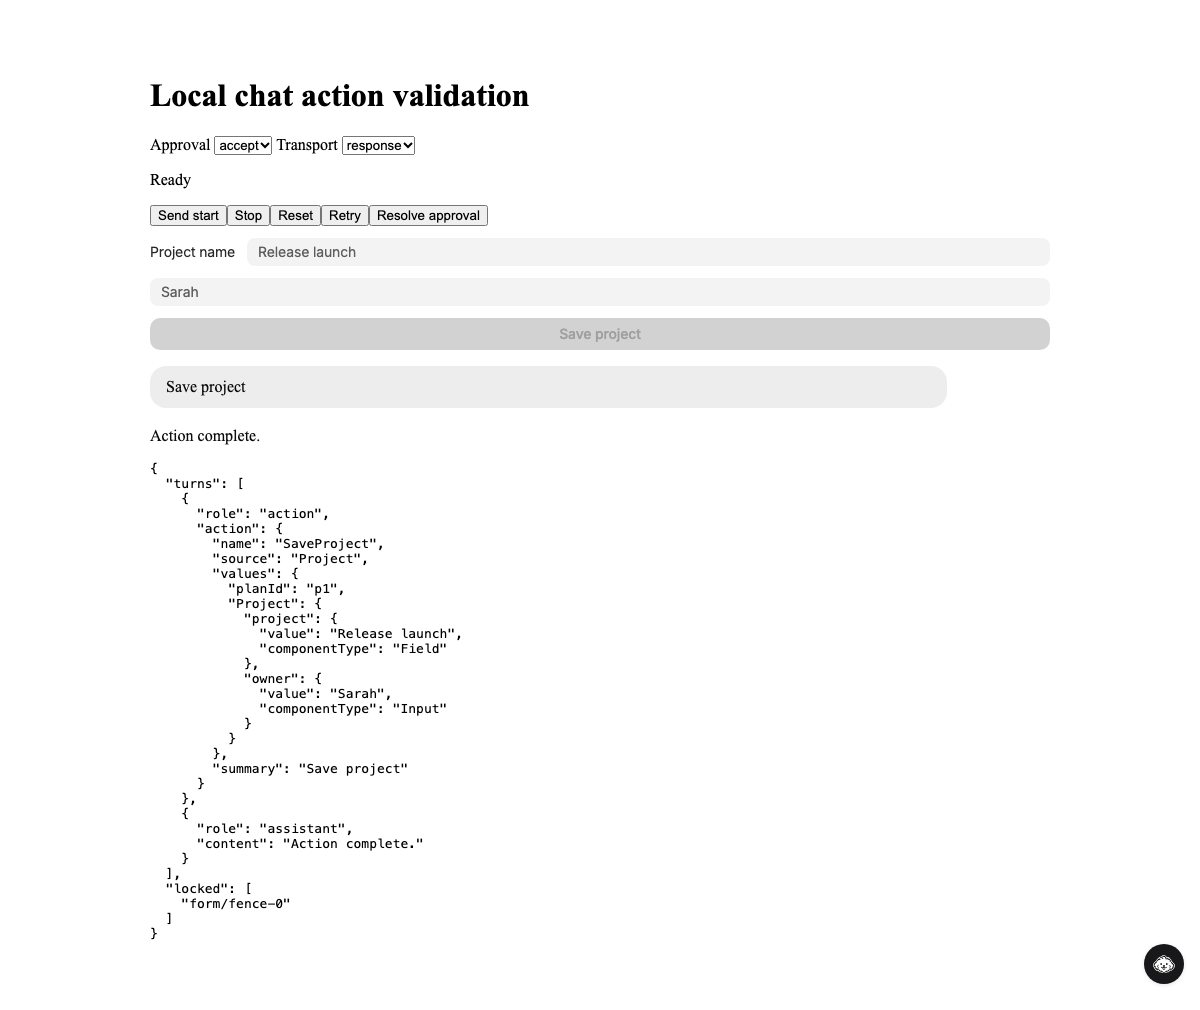 Local chat action validation
Approval accept Transport response
Ready
Send start Stop Reset Retry Resolve approval
Project name Release launch
Sarah
Save project
Save project
Action complete.
{
  "turns": [
    {
      "role": "action",
      "action": {
        "name": "SaveProject",
        "source": "Project",
        "values": {
          "planId": "p1",
          "Project": {
            "project": {
              "value": "Release launch",
              "componentType": "Field"
            },
            "owner": {
              "value": "Sarah",
              "componentType": "Input"
            }
          }
        },
        "summary": "Save project"
      }
    },
    {
      "role": "assistant",
      "content": "Action complete."
    }
  ],
  "locked": [
    "form/fence-0"
  ]
}